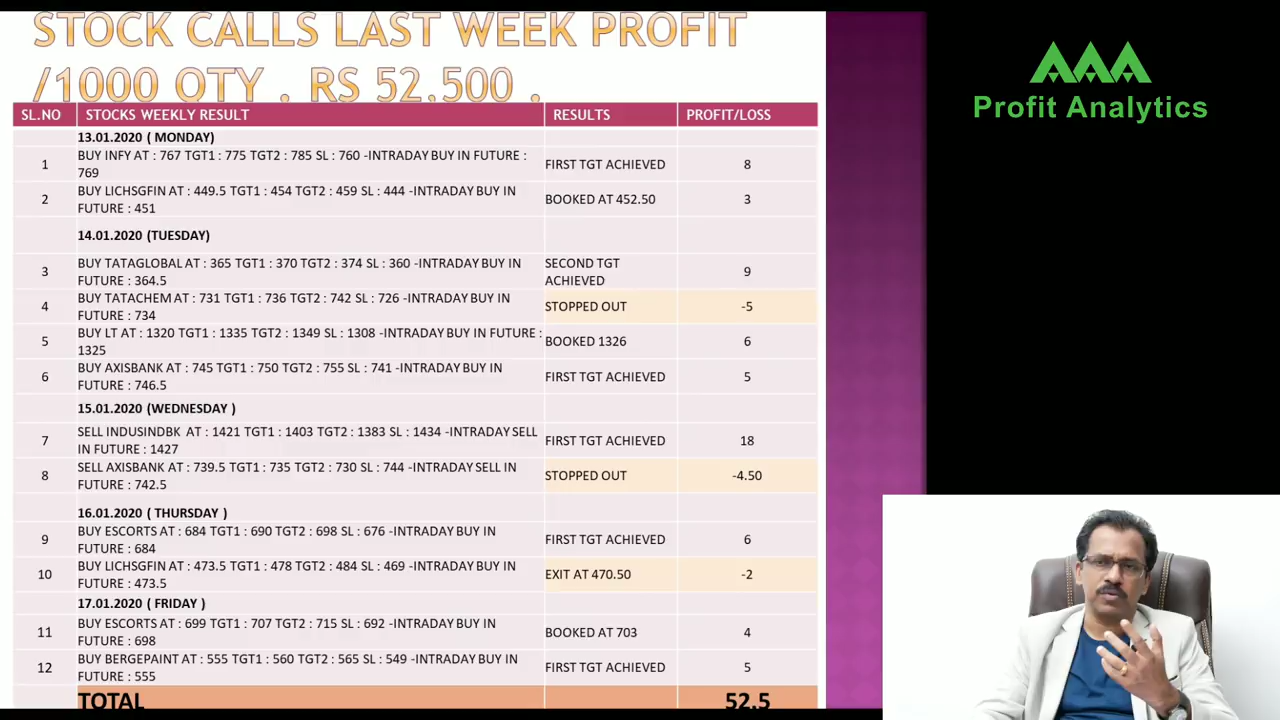 STOCK CALLS LAST WEEK PROFIT
/1000 QTY . RS 52,500 .
AAA
Profit Analytics
SL.NO STOCKS WEEKLY RESULT RESULTS PROFIT/LOSS
13.01.2020 ( MONDAY)
1 BUY INFY AT : 767 TGT1 : 775 TGT2 : 785 SL : 760 -INTRADAY BUY IN FUTURE :
769 FIRST TGT ACHIEVED 8
2 BUY LICHSGFIN AT : 449.5 TGT1 : 454 TGT2 : 459 SL : 444 -INTRADAY BUY IN
FUTURE : 451 BOOKED AT 452.50 3
14.01.2020 (TUESDAY)
3 BUY TATAGLOBAL AT : 365 TGT1 : 370 TGT2 : 374 SL : 360 -INTRADAY BUY IN
FUTURE : 364.5 SECOND TGT
ACHIEVED 9
4 BUY TATACHEM AT : 731 TGT1 : 736 TGT2 : 742 SL : 726 -INTRADAY BUY IN
FUTURE : 734 STOPPED OUT -5
5 BUY LT AT : 1320 TGT1 : 1335 TGT2 : 1349 SL : 1308 -INTRADAY BUY IN FUTURE :
1325 BOOKED 1326 6
6 BUY AXISBANK AT : 745 TGT1 : 750 TGT2 : 755 SL : 741 -INTRADAY BUY IN
FUTURE : 746.5 FIRST TGT ACHIEVED 5
15.01.2020 (WEDNESDAY )
7 SELL INDUSINDBK AT : 1421 TGT1 : 1403 TGT2 : 1383 SL : 1434 -INTRADAY SELL
IN FUTURE : 1427 FIRST TGT ACHIEVED 18
8 SELL AXISBANK AT : 739.5 TGT1 : 735 TGT2 : 730 SL : 744 -INTRADAY SELL IN
FUTURE : 742.5 STOPPED OUT -4.50
16.01.2020 ( THURSDAY )
9 BUY ESCORTS AT : 684 TGT1 : 690 TGT2 : 698 SL : 676 -INTRADAY BUY IN
FUTURE : 684 FIRST TGT ACHIEVED 6
10 BUY LICHSGFIN AT : 473.5 TGT1 : 478 TGT2 : 484 SL : 469 -INTRADAY BUY IN
FUTURE : 473.5 EXIT AT 470.50 -2
17.01.2020 ( FRIDAY )
11 BUY ESCORTS AT : 699 TGT1 : 707 TGT2 : 715 SL : 692 -INTRADAY BUY IN
FUTURE : 698 BOOKED AT 703 4
12 BUY BERGEPAINT AT : 555 TGT1 : 560 TGT2 : 565 SL : 549 -INTRADAY BUY IN
FUTURE : 555 FIRST TGT ACHIEVED 5
TOTAL 52.5